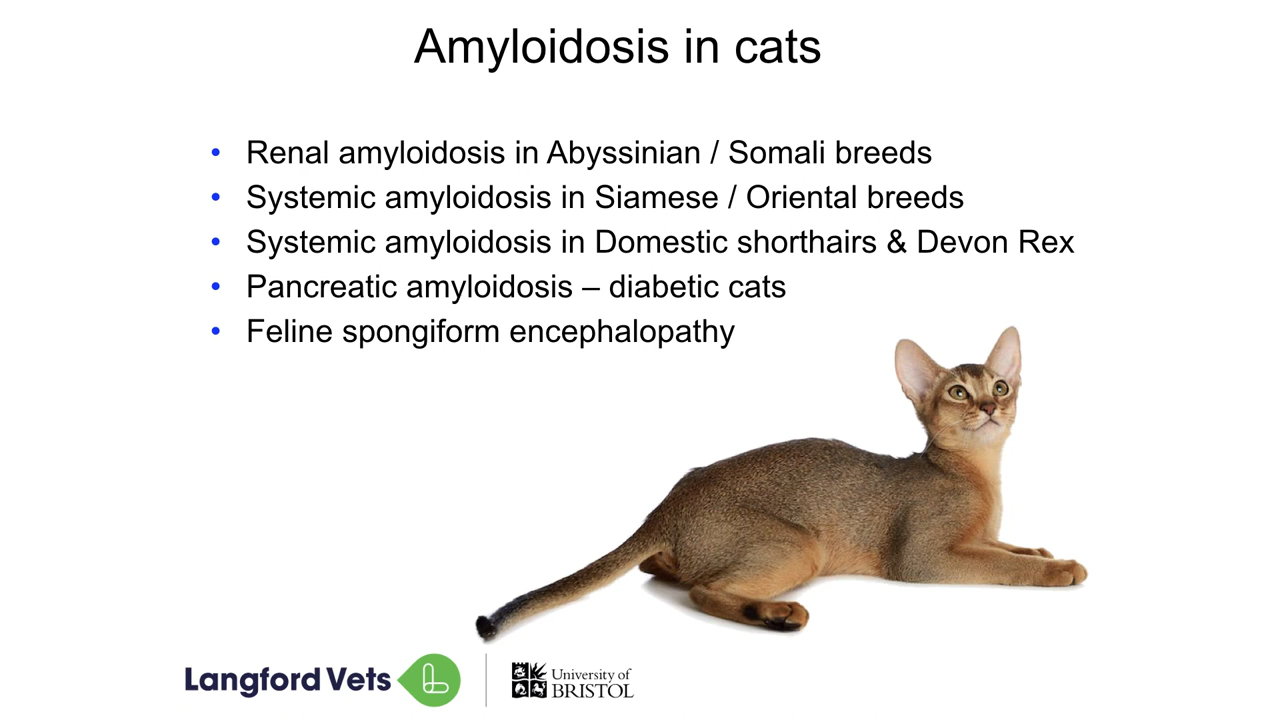 Amyloidosis in cats
• Renal amyloidosis in Abyssinian / Somali breeds
• Systemic amyloidosis in Siamese / Oriental breeds
• Systemic amyloidosis in Domestic shorthairs & Devon Rex
• Pancreatic amyloidosis – diabetic cats
• Feline spongiform encephalopathy
Langford Vets
University of
BRISTOL